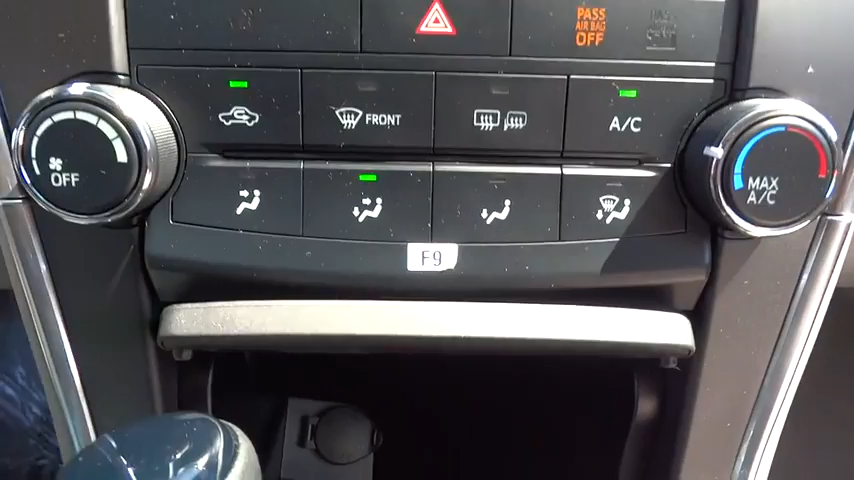 PASS
AIR BAG
OFF
FRONT
A/C
OFF
MAX
A/C
F9